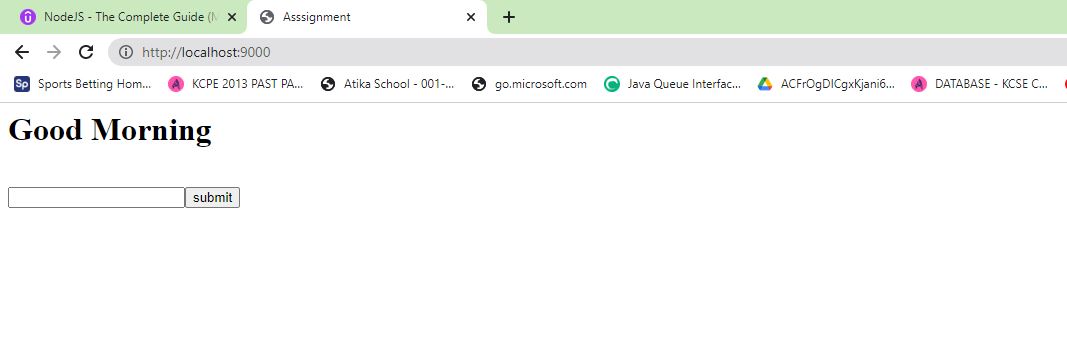 NodeJS - The Complete Guide (M
Asssignment
http://localhost:9000
Sp Sports Betting Hom... KCPE 2013 PAST PA... Atika School - 001-... go.microsoft.com Java Queue Interfac... ACFrOgDICgxKjani6... DATABASE - KCSE C...
Good Morning
submit